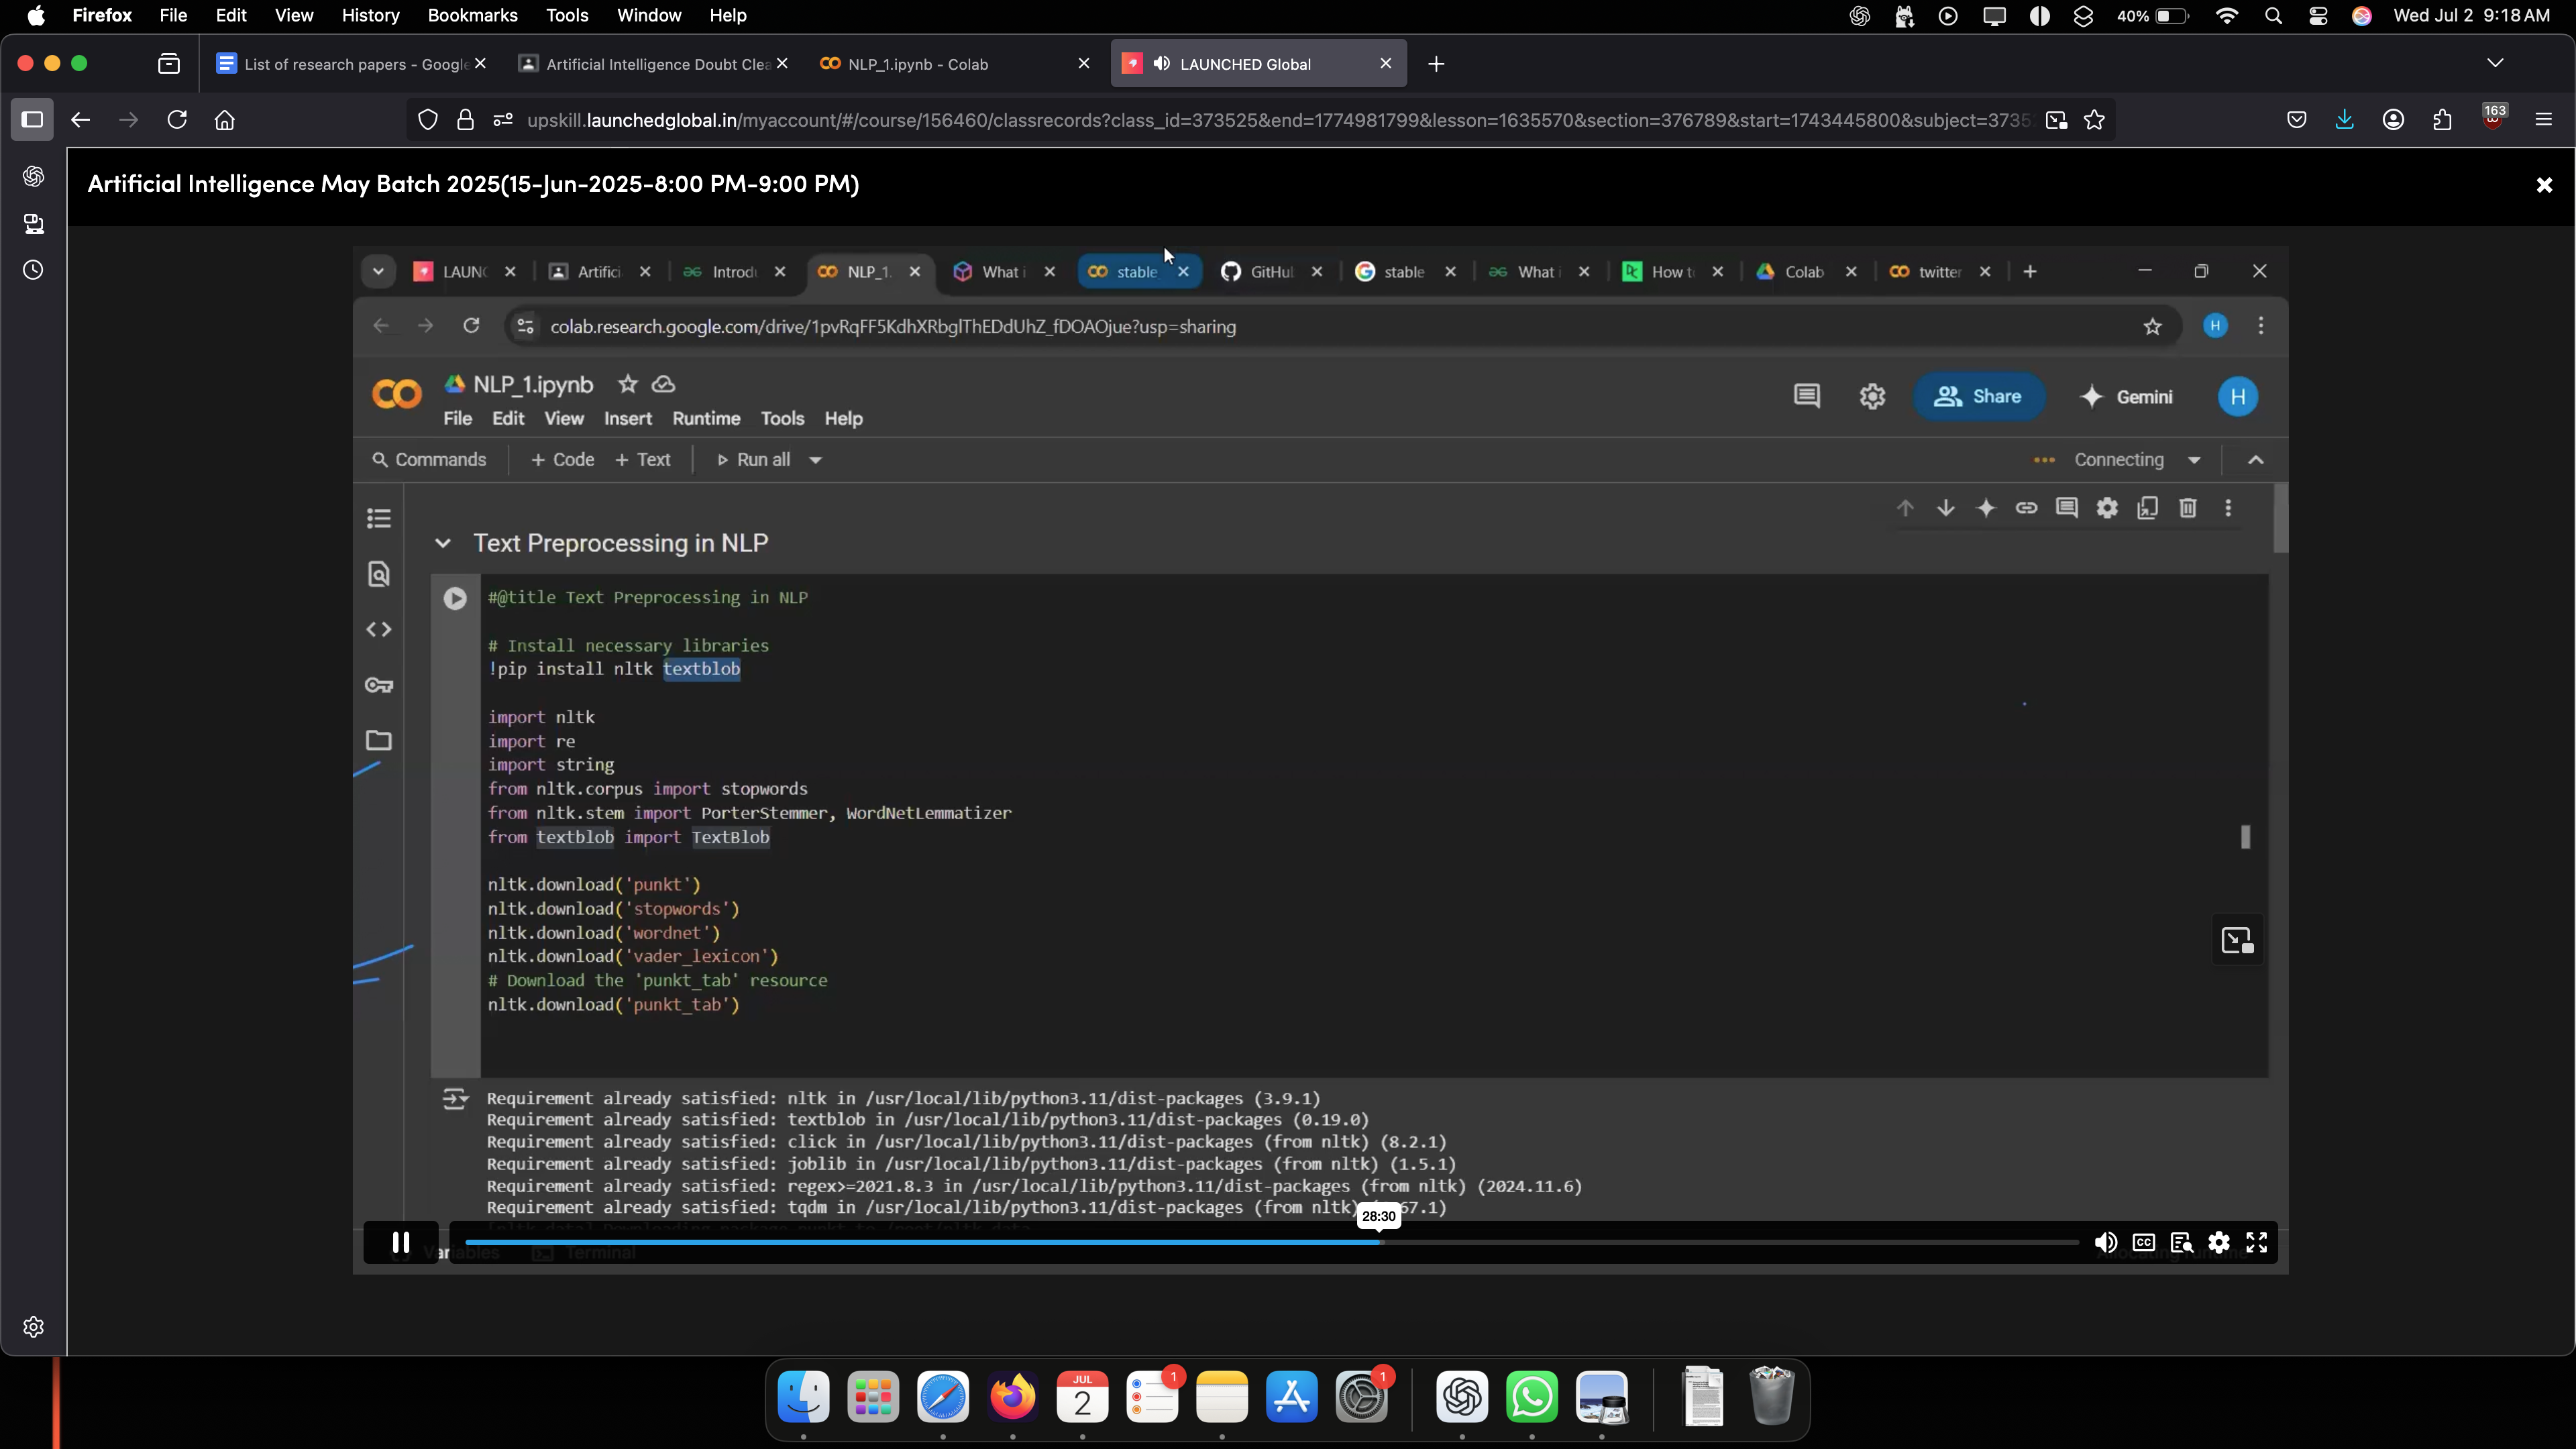 Firefox File Edit View History Bookmarks Tools Window Help 40% Wed Jul 2 9:18 AM
List of research papers - Google
Artificial Intelligence Doubt Clea
NLP_1.ipynb - Colab
LAUNCHED Global
upskill.launchedglobal.in/myaccount/#/course/156460/classrecords?class_id=373525&end=1774981799&lesson=1635570&section=376789&start=1743445800&subject=3735
163
Artificial Intelligence May Batch 2025(15-Jun-2025-8:00 PM-9:00 PM)
LAUNC Artifici Introdu NLP_1. What i stable GitHul stable What i How to Colab twitter
colab.research.google.com/drive/1pvRqFF5KdhXRbglThEDdUhZ_fDOAOjue?usp=sharing H
NLP_1.ipynb
Share Gemini H
File Edit View Insert Runtime Tools Help
Commands + Code + Text Run all Connecting
Text Preprocessing in NLP
#@title Text Preprocessing in NLP
# Install necessary libraries
!pip install nltk textblob
import nltk
import re
import string
from nltk.corpus import stopwords
from nltk.stem import PorterStemmer, WordNetLemmatizer
from textblob import TextBlob
nltk.download('punkt')
nltk.download('stopwords')
nltk.download('wordnet')
nltk.download('vader_lexicon')
# Download the 'punkt_tab' resource
nltk.download('punkt_tab')
Requirement already satisfied: nltk in /usr/local/lib/python3.11/dist-packages (3.9.1)
Requirement already satisfied: textblob in /usr/local/lib/python3.11/dist-packages (0.19.0)
Requirement already satisfied: click in /usr/local/lib/python3.11/dist-packages (from nltk) (8.2.1)
Requirement already satisfied: joblib in /usr/local/lib/python3.11/dist-packages (from nltk) (1.5.1)
Requirement already satisfied: regex>=2021.8.3 in /usr/local/lib/python3.11/dist-packages (from nltk) (2024.11.6)
Requirement already satisfied: tqdm in /usr/local/lib/python3.11/dist-packages (from nltk) 67.1)
28:30
Variables Terminal
CC
JUL
2
1
1